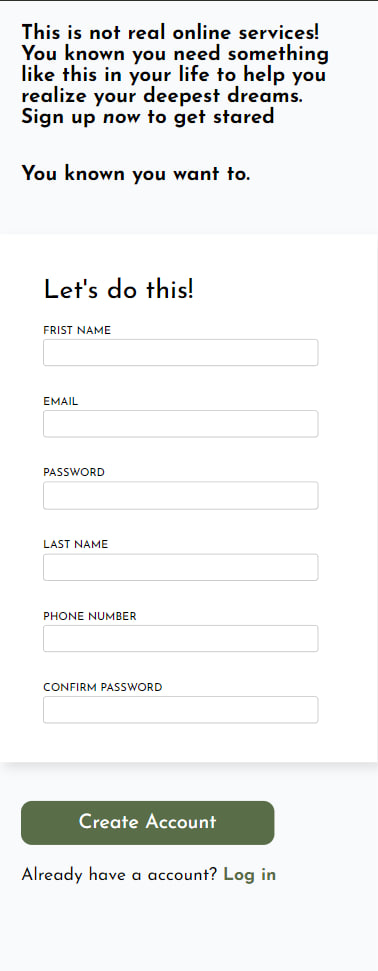 This is not real online services!
You known you need something
like this in your life to help you
realize your deepest dreams.
Sign up now to get stared
You known you want to.
Let's do this!
FRIST NAME
EMAIL
PASSWORD
LAST NAME
PHONE NUMBER
CONFIRM PASSWORD
Create Account
Already have a account? Log in